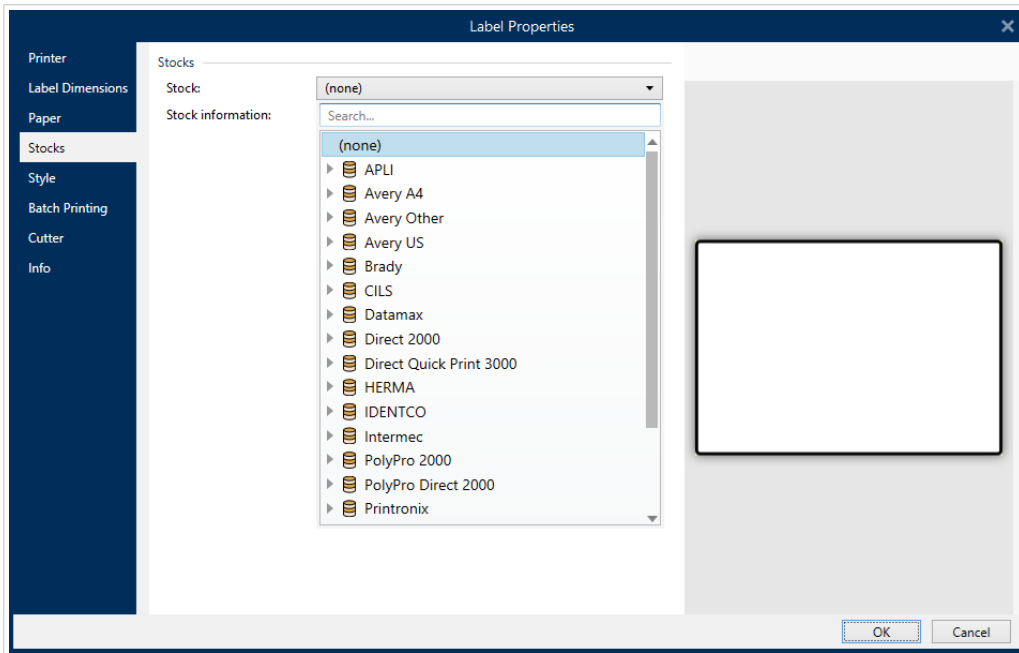 Label Properties
Printer
Label Dimensions
Paper
Stocks
Style
Batch Printing
Cutter
Info
Stocks
Stock: (none)
Stock information: Search...
(none)
APLI
Avery A4
Avery Other
Avery US
Brady
CILS
Datamax
Direct 2000
Direct Quick Print 3000
HERMA
IDENTCO
Intermec
PolyPro 2000
PolyPro Direct 2000
Printronix
OK Cancel